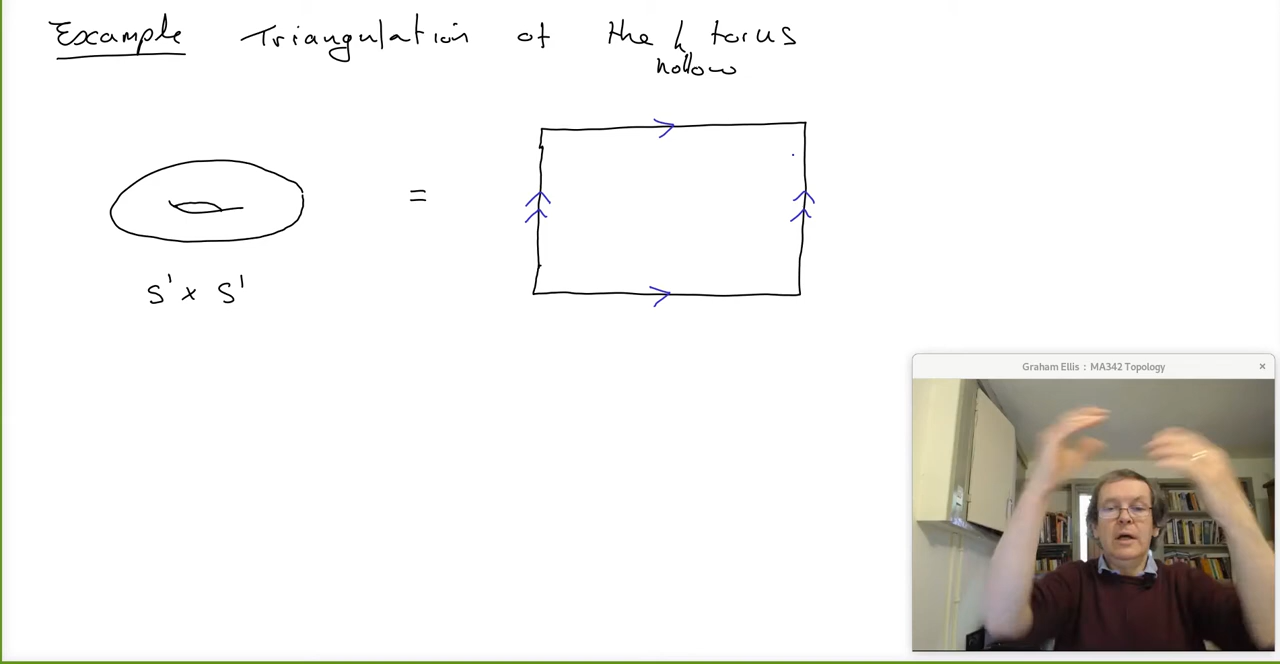 Example Triangulation of the h torus
hollow
=
S¹ x S¹
Graham Ellis : MA342 Topology ×